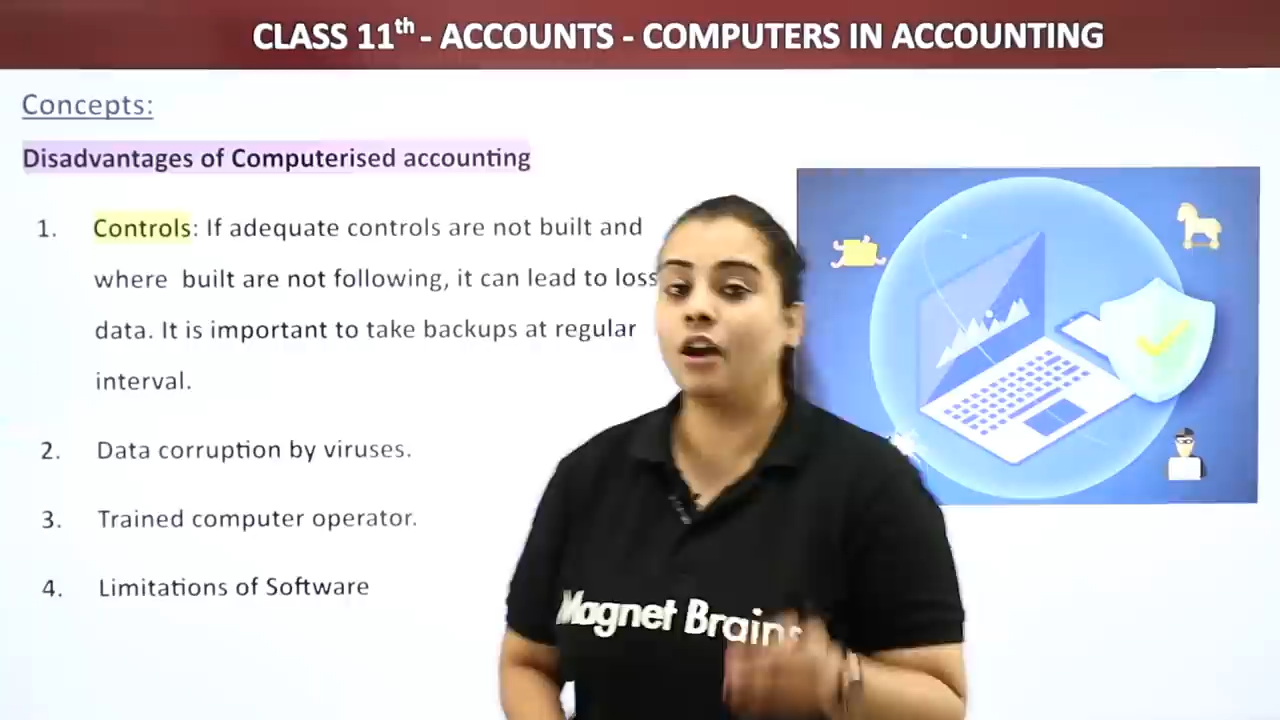 CLASS 11th - ACCOUNTS - COMPUTERS IN ACCOUNTING
Concepts:
Disadvantages of Computerised accounting
1. Controls: If adequate controls are not built and
where built are not following, it can lead to loss
data. It is important to take backups at regular
interval.
2. Data corruption by viruses.
3. Trained computer operator.
4. Limitations of Software
Magnet Brains